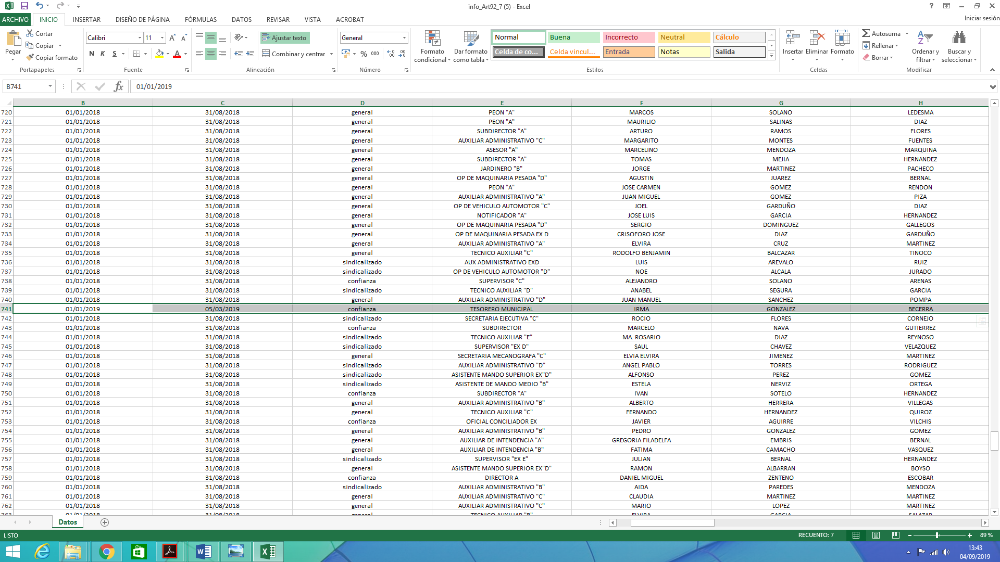 info_Art92_7 (5) - Excel
Iniciar sesión
ARCHIVO INICIO INSERTAR DISEÑO DE PÁGINA FÓRMULAS DATOS REVISAR VISTA ACROBAT
Pegar Cortar Copiar Copiar formato Portapapeles
Calibri 11 N K S Fuente
Ajustar texto Combinar y centrar Alineación
General % 000 Número
Formato condicional Dar formato como tabla
Normal Buena Incorrecto Neutral Cálculo
Celda de co... Celda vincul... Entrada Notas Salida
Estilos
Insertar Eliminar Formato Celdas
Autosuma Rellenar Borrar Ordenar y filtrar Buscar y seleccionar Modificar
B741 fx 01/01/2019
B C D E F G H
720 01/01/2018 31/08/2018 general PEON "A" MARCOS SOLANO LEDESMA
721 01/01/2018 31/08/2018 general PEON "A" MAURILIO SALINAS DIAZ
722 01/01/2018 31/08/2018 general SUBDIRECTOR "A" ARTURO RAMOS FLORES
723 01/01/2018 31/08/2018 general AUXILIAR ADMINISTRATIVO "C" MARGARITO MONTES FUENTES
724 01/01/2018 31/08/2018 general ASESOR "A" MARCELINO MENDOZA MARQUINA
725 01/01/2018 31/08/2018 general SUBDIRECTOR "A" TOMAS MEJIA HERNANDEZ
726 01/01/2018 31/08/2018 general JARDINERO "B" JORGE MARTINEZ PACHECO
727 01/01/2018 31/08/2018 general OP DE MAQUINARIA PESADA "D" AGUSTIN JUAREZ BERNAL
728 01/01/2018 31/08/2018 general PEON "A" JOSE CARMEN GOMEZ RENDON
729 01/01/2018 31/08/2018 general AUXILIAR ADMINISTRATIVO "A" JUAN MIGUEL GOMEZ PIZA
730 01/01/2018 31/08/2018 general OP DE VEHICULO AUTOMOTOR "C" JOEL GARDUÑO DIAZ
731 01/01/2018 31/08/2018 general NOTIFICADOR "A" JOSE LUIS GARCIA HERNANDEZ
732 01/01/2018 31/08/2018 general OP DE MAQUINARIA PESADA "D" SERGIO DOMINGUEZ GALLEGOS
733 01/01/2018 31/08/2018 general OP DE MAQUINARIA PESADA EX D CRISOFORO JOSE DIAZ GARDUÑO
734 01/01/2018 31/08/2018 general AUXILIAR ADMINISTRATIVO "A" ELVIRA CRUZ MARTINEZ
735 01/01/2018 31/08/2018 general TECNICO AUXILIAR "C" RODOLFO BENJAMIN BALCAZAR TINOCO
736 01/01/2018 31/08/2018 sindicalizado AUX ADMINISTRATIVO EXD LUIS AREVALO RUIZ
737 01/01/2018 31/08/2018 sindicalizado OP DE VEHICULO AUTOMOTOR "D" NOE ALCALA JURADO
738 01/01/2018 31/08/2018 confianza SUPERVISOR "C" ALEJANDRO SOLANO ARENAS
739 01/01/2018 31/08/2018 sindicalizado TECNICO AUXILIAR "D" ANABEL SEGURA GARCIA
740 01/01/2018 31/08/2018 general AUXILIAR ADMINISTRATIVO "D" JUAN MANUEL SANCHEZ POMPA
741 01/01/2019 05/03/2019 confianza TESORERO MUNICIPAL IRMA GONZALEZ BECERRA
742 01/01/2018 31/08/2018 sindicalizado SECRETARIA EJECUTIVA "C" ROCIO FLORES CORNEJO
743 01/01/2018 31/08/2018 confianza SUBDIRECTOR MARCELO NAVA GUTIERREZ
744 01/01/2018 31/08/2018 sindicalizado TECNICO AUXILIAR "E" MA. ROSARIO DIAZ REYNOSO
745 01/01/2018 31/08/2018 sindicalizado SUPERVISOR "EX D" SAUL CHAVEZ VELAZQUEZ
746 01/01/2018 31/08/2018 general SECRETARIA MECANOGRAFA "C" ELVIA ELVIRA JIMENEZ MARTINEZ
747 01/01/2018 31/08/2018 sindicalizado AUXILIAR ADMINISTRATIVO "D" ANGEL PABLO TORRES RODRIGUEZ
748 01/01/2018 31/08/2018 sindicalizado ASISTENTE MANDO SUPERIOR EX"D" ALFONSO PEREZ GOMEZ
749 01/01/2018 31/08/2018 sindicalizado ASISTENTE DE MANDO MEDIO "B" ESTELA NERVIZ ORTEGA
750 01/01/2018 31/08/2018 confianza SUBDIRECTOR "A" IVAN SOTELO HERNANDEZ
751 01/01/2018 31/08/2018 general AUXILIAR ADMINISTRATIVO "B" ALBERTO HERRERA VILLEGAS
752 01/01/2018 31/08/2018 general TECNICO AUXILIAR "C" FERNANDO HERNANDEZ QUIROZ
753 01/01/2018 31/08/2018 confianza OFICIAL CONCILIADOR EX JAVIER AGUIRRE VILCHIS
754 01/01/2018 31/08/2018 general AUXILIAR ADMINISTRATIVO "B" PEDRO GONZALEZ GOMEZ
755 01/01/2018 31/08/2018 general AUXILIAR DE INTENDENCIA "A" GREGORIA FILADELFA EMBRIS BERNAL
756 01/01/2018 31/08/2018 general AUXILIAR DE INTENDENCIA "B" FATIMA CAMACHO VASQUEZ
757 01/01/2018 31/08/2018 sindicalizado SUPERVISOR "EX E" JULIAN BERNAL HERNANDEZ
758 01/01/2018 31/08/2018 general ASISTENTE MANDO SUPERIOR EX"D" RAMON ALBARRAN BOYSO
759 01/01/2018 31/08/2018 confianza DIRECTOR A DANIEL MIGUEL ZENTENO ESCOBAR
760 01/01/2018 31/08/2018 sindicalizado AUXILIAR ADMINISTRATIVO "B" AIDA PAREDES MENDOZA
761 01/01/2018 31/08/2018 general AUXILIAR ADMINISTRATIVO "C" CLAUDIA MARTINEZ MARTINEZ
762 01/01/2018 31/08/2018 general AUXILIAR ADMINISTRATIVO "C" MARIO LOPEZ MARTINEZ
763 01/01/2018 31/08/2018 general TECNICO AUXILIAR "B" ELVIRA GARCIA SALAZAR
Datos
LISTO RECUENTO: 7 89 %
13:43
04/09/2019